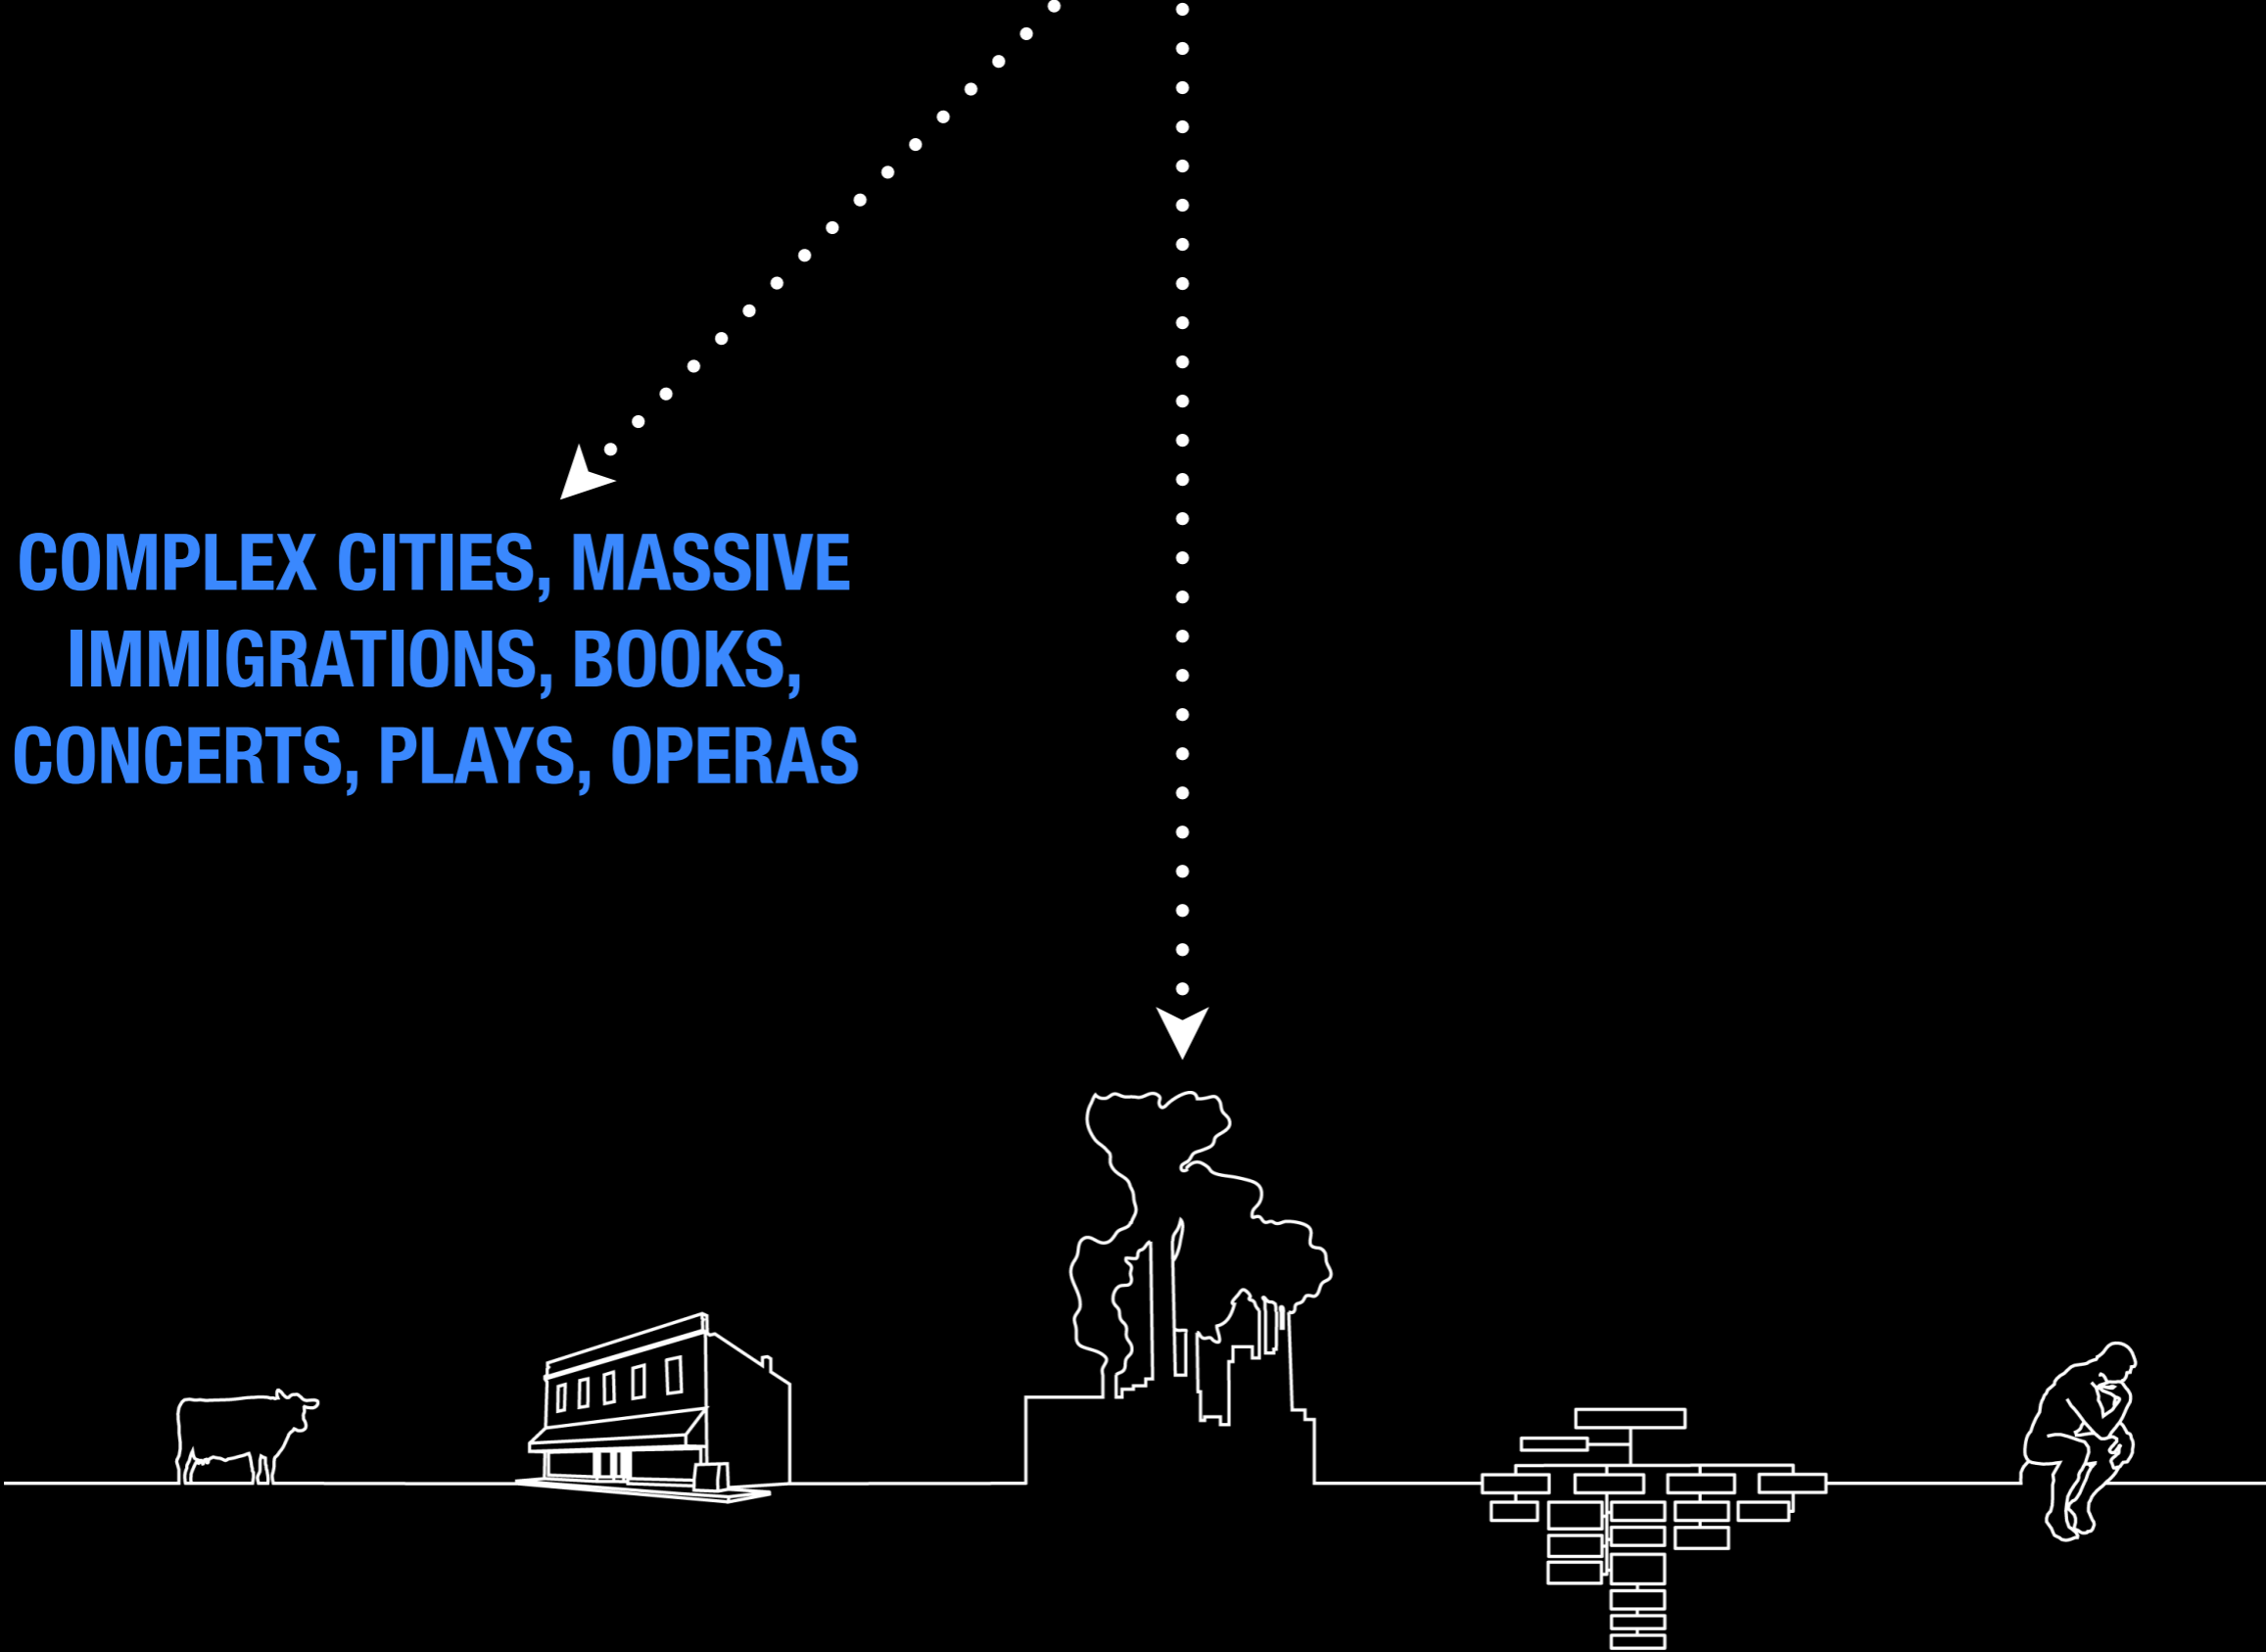 COMPLEX CITIES, MASSIVE
IMMIGRATIONS, BOOKS,
CONCERTS, PLAYS, OPERAS